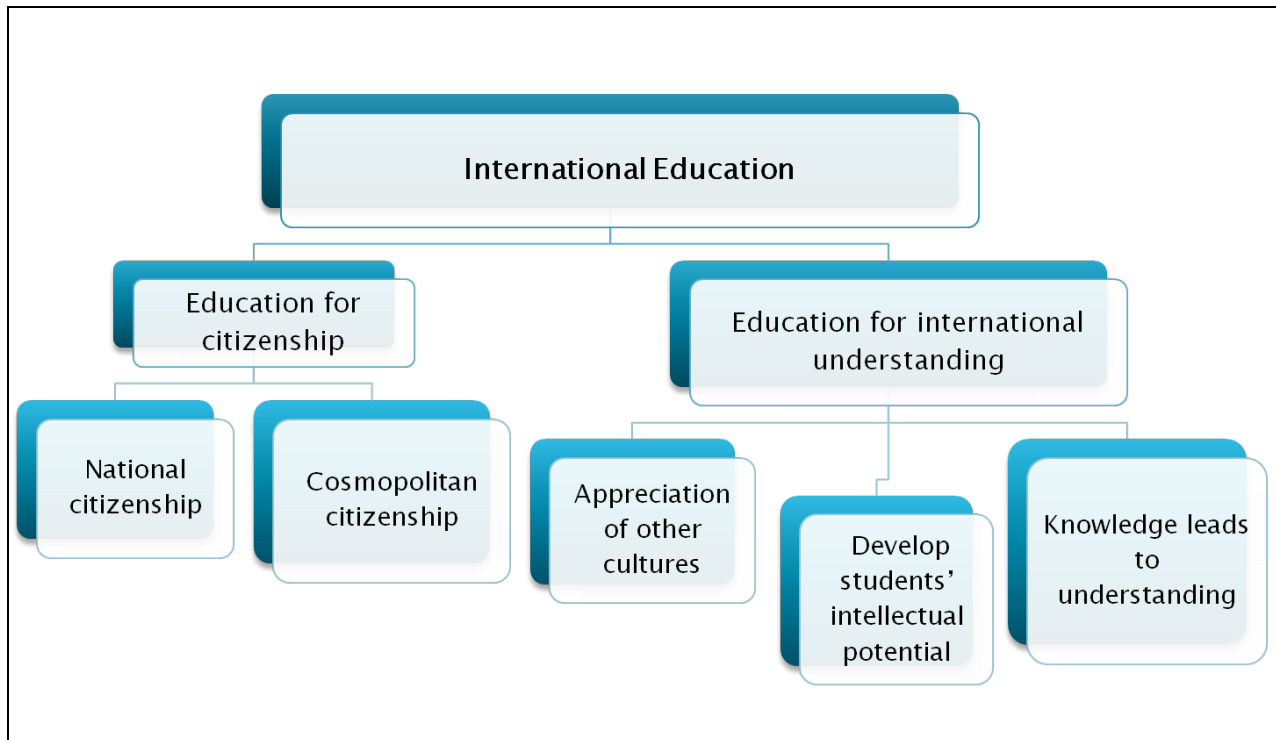 International Education
Education for
citizenship
Education for international
understanding
National
citizenship
Cosmopolitan
citizenship
Appreciation
of other
cultures
Develop
students’
intellectual
potential
Knowledge leads
to
understanding